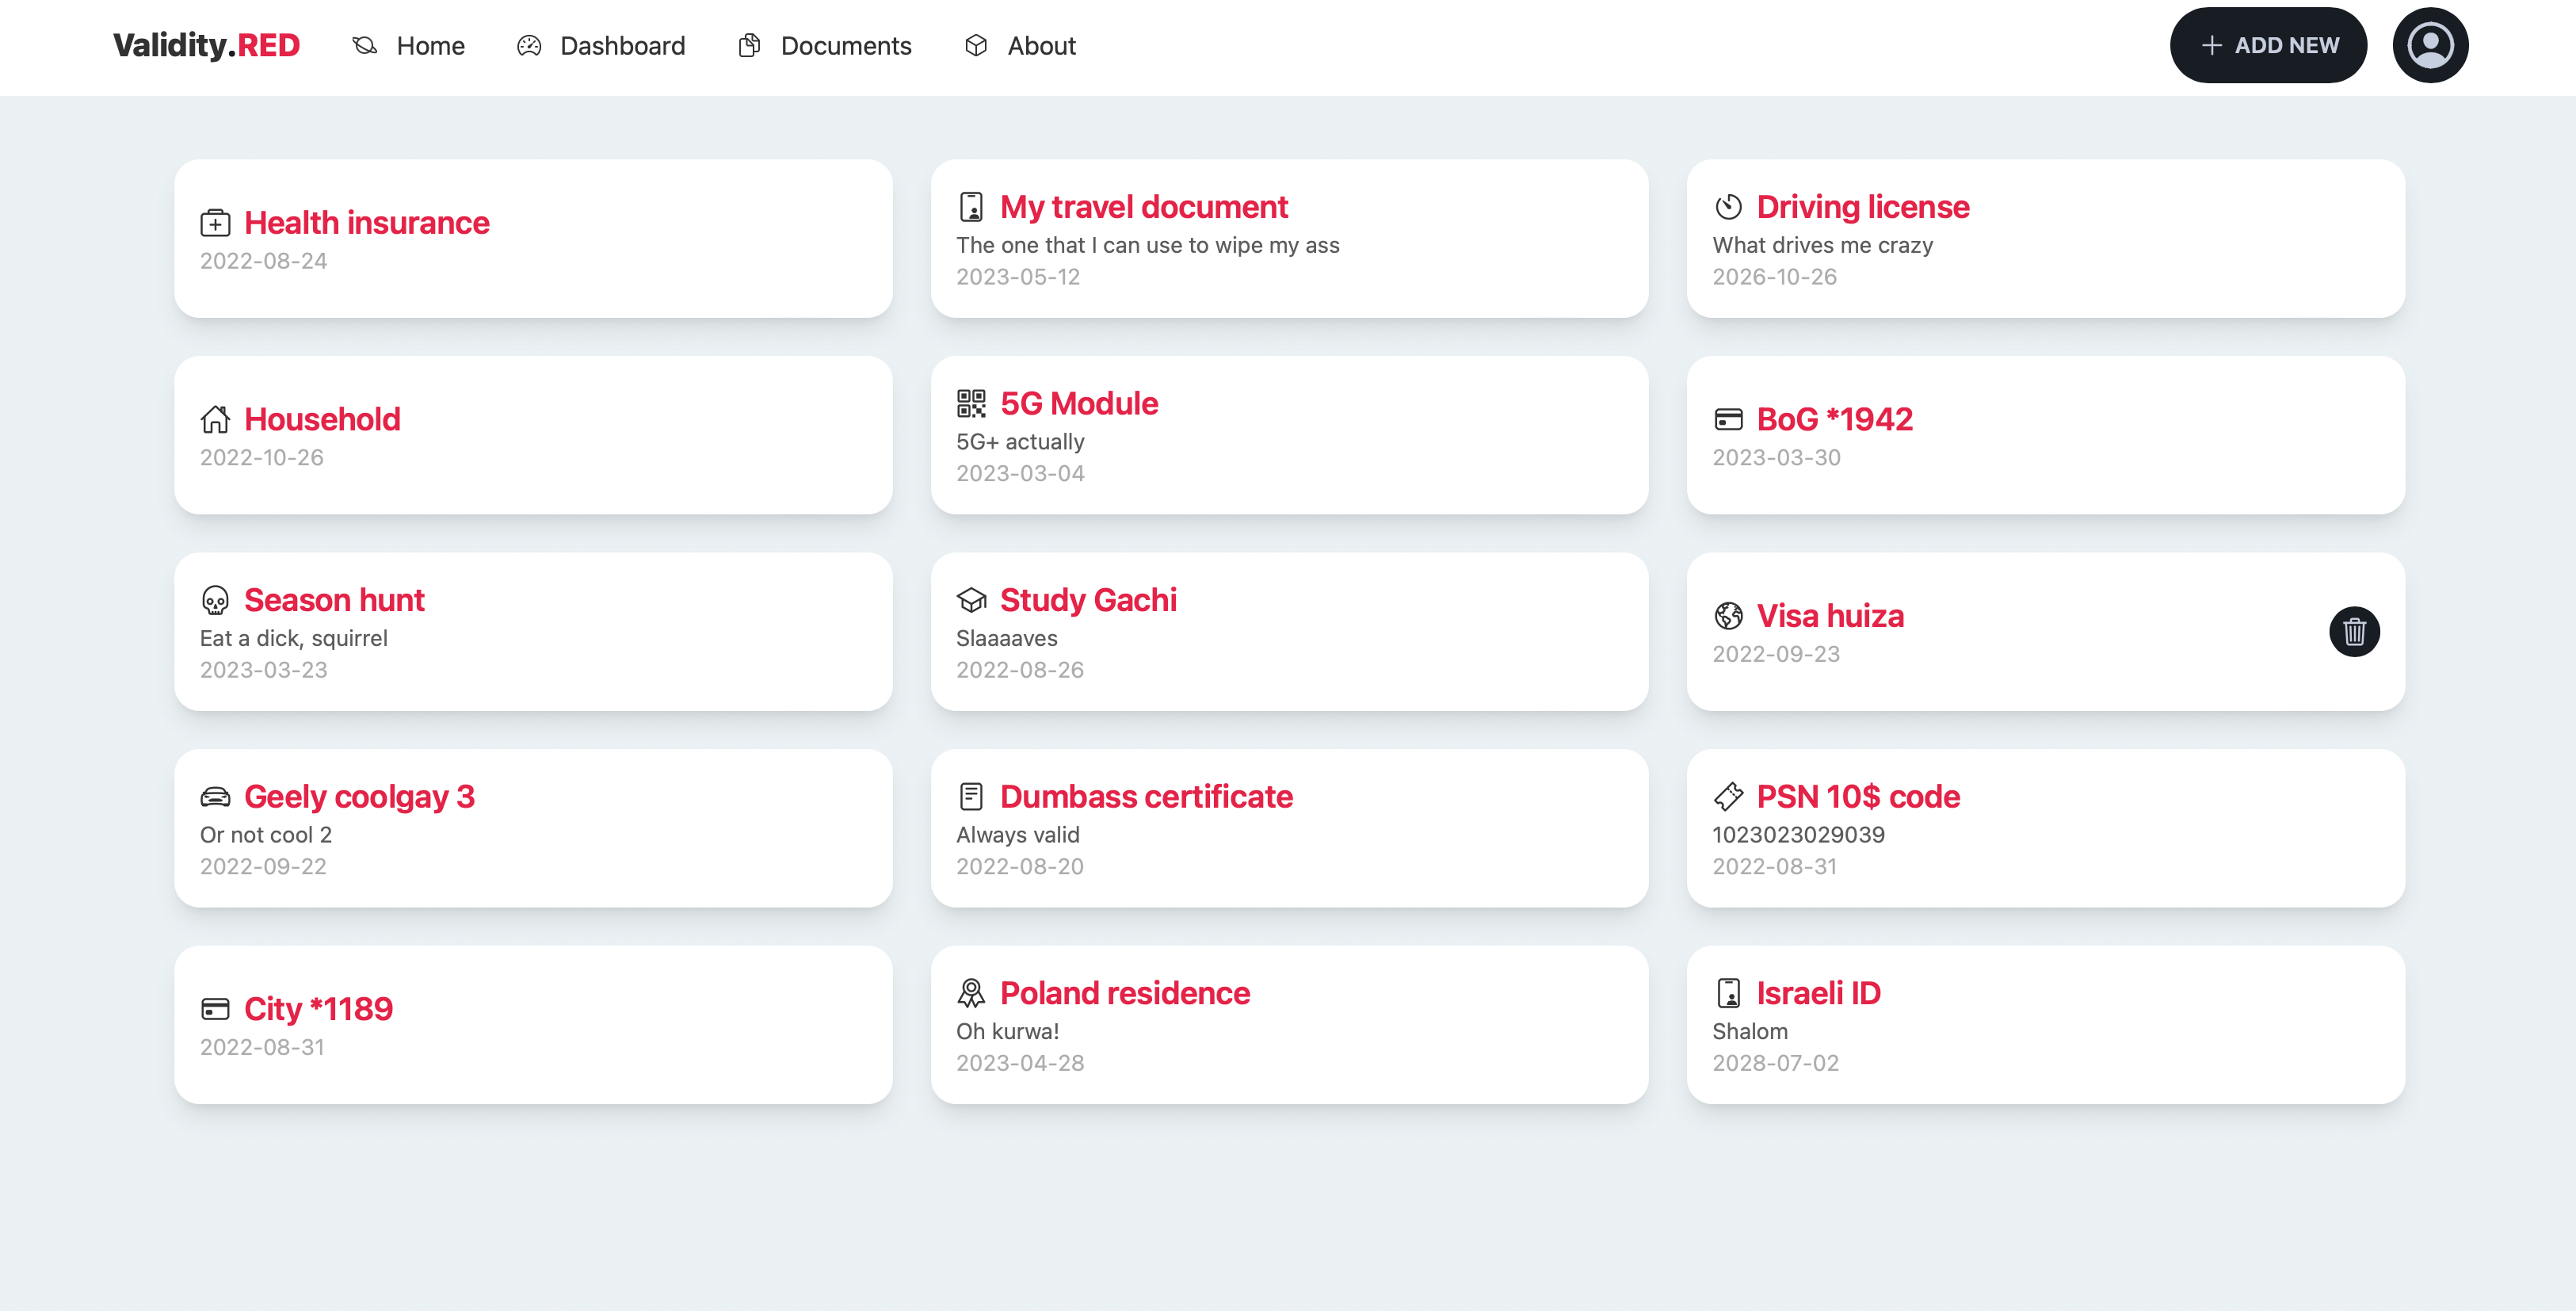 Validity.RED
Home
Dashboard
Documents
About
ADD NEW
Health insurance
2022-08-24
My travel document
The one that I can use to wipe my ass
2023-05-12
Driving license
What drives me crazy
2026-10-26
Household
2022-10-26
5G Module
5G+ actually
2023-03-04
BoG *1942
2023-03-30
Season hunt
Eat a dick, squirrel
2023-03-23
Study Gachi
Slaaaaves
2022-08-26
Visa huiza
2022-09-23
Geely coolgay 3
Or not cool 2
2022-09-22
Dumbass certificate
Always valid
2022-08-20
PSN 10$ code
1023023029039
2022-08-31
City *1189
2022-08-31
Poland residence
Oh kurwa!
2023-04-28
Israeli ID
Shalom
2028-07-02